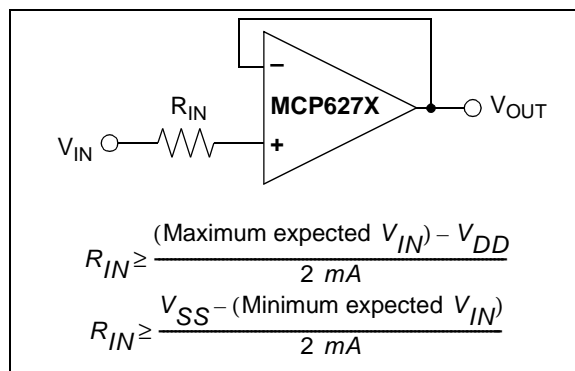 −
R_IN
MCP627X
V_OUT
V_IN
+
R_IN ≥ (Maximum expected V_IN) − V_DD
2 mA
R_IN ≥ V_SS − (Minimum expected V_IN)
2 mA